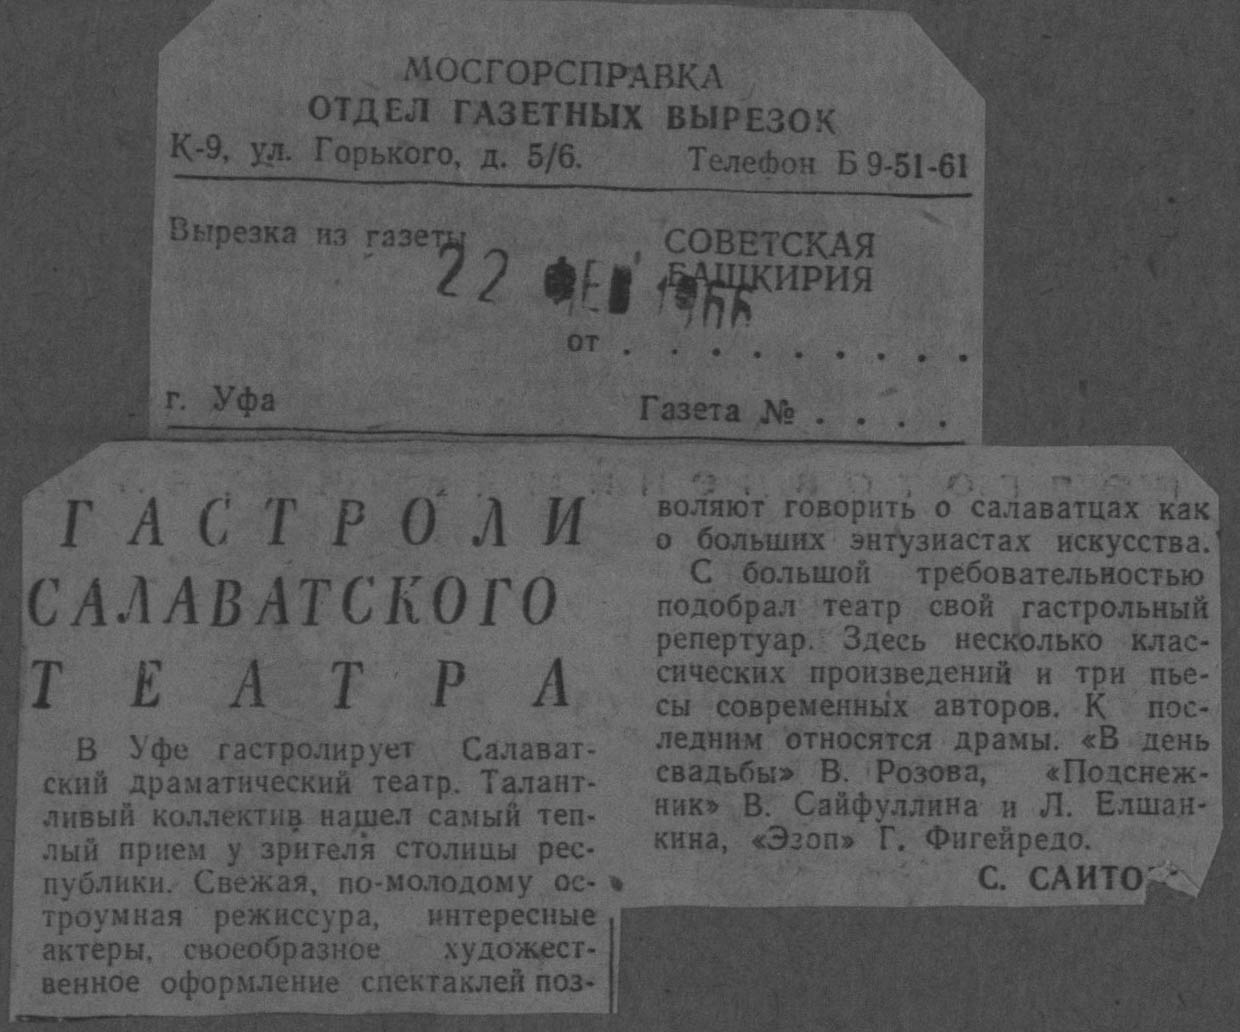 МОСГОРСПРАВКА
ОТДЕЛ ГАЗЕТНЫХ ВЫРЕЗОК
К-9, ул. Горького, д. 5/6. Телефон Б 9-51-61
Вырезка из газеты
СОВЕТСКАЯ
БАШКИРИЯ
22 ФЕВ 1966
от . . . . . . . . .
г. Уфа Газета № . . . .
ГАСТРОЛИ
САЛАВАТСКОГО
ТЕАТРА
В Уфе гастролирует Салават-
ский драматический театр. Талант-
ливый коллектив нашел самый теп-
лый прием у зрителя столицы рес-
публики. Свежая, по-молодому ос-
троумная режиссура, интересные
актеры, своеобразное художест-
венное оформление спектаклей поз-
воляют говорить о салаватцах как
о больших энтузиастах искусства.
С большой требовательностью
подобрал театр свой гастрольный
репертуар. Здесь несколько клас-
сических произведений и три пье-
сы современных авторов. К пос-
ледним относятся драмы. «В день
свадьбы» В. Розова, «Подснеж-
ник» В. Сайфуллина и Л. Елшан-
кина, «Эзоп» Г. Фигейредо.
С. САИТО